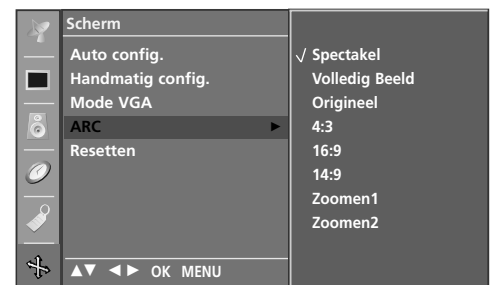 Scherm
Auto config.
Handmatig config.
Mode VGA
ARC ►
Resetten
▲▼ ◄ ► OK MENU
√ Spectakel
Volledig Beeld
Origineel
4:3
16:9
14:9
Zoomen1
Zoomen2